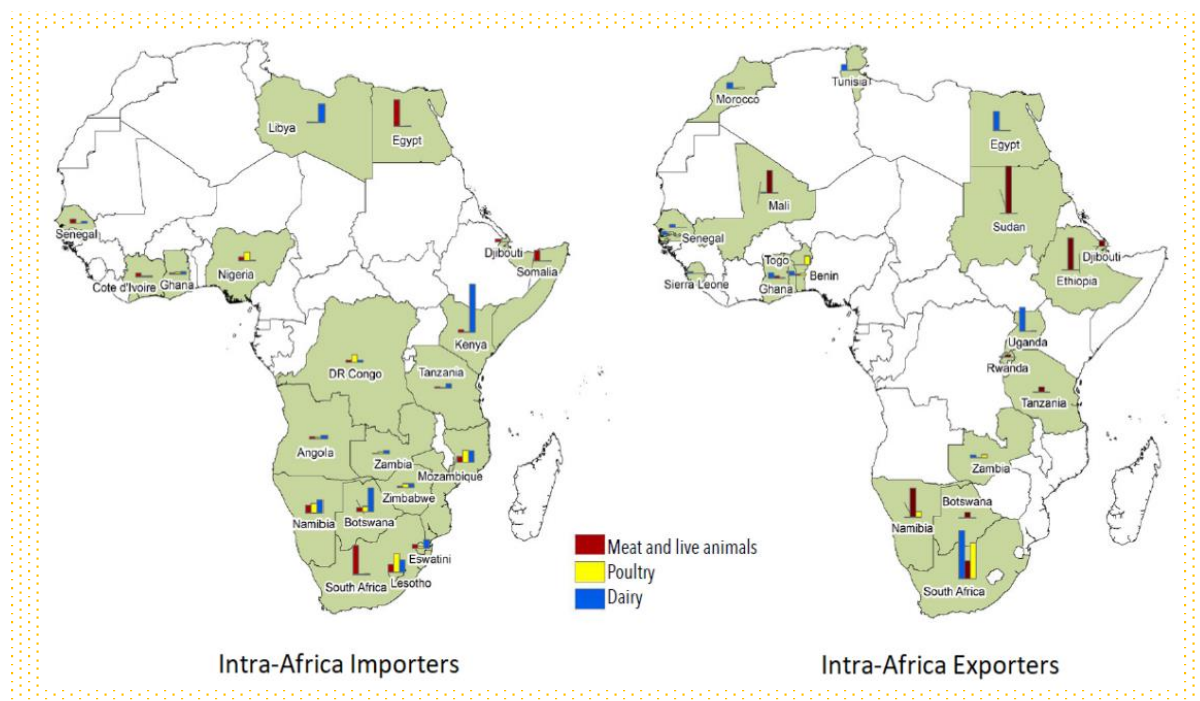 Libya
Egypt
Senegal
Cote d'Ivoire
Ghana
Nigeria
Djibouti
Somalia
Kenya
DR Congo
Tanzania
Angola
Zambia
Mozambique
Zimbabwe
Namibia
Botswana
Eswatini
South Africa
Lesotho
Intra-Africa Importers
Meat and live animals
Poultry
Dairy
Tunisia
Morocco
Egypt
Mali
Sudan
Senegal
Djibouti
Togo
Benin
Sierra Leone
Ghana
Ethiopia
Uganda
Rwanda
Tanzania
Zambia
Botswana
Namibia
South Africa
Intra-Africa Exporters